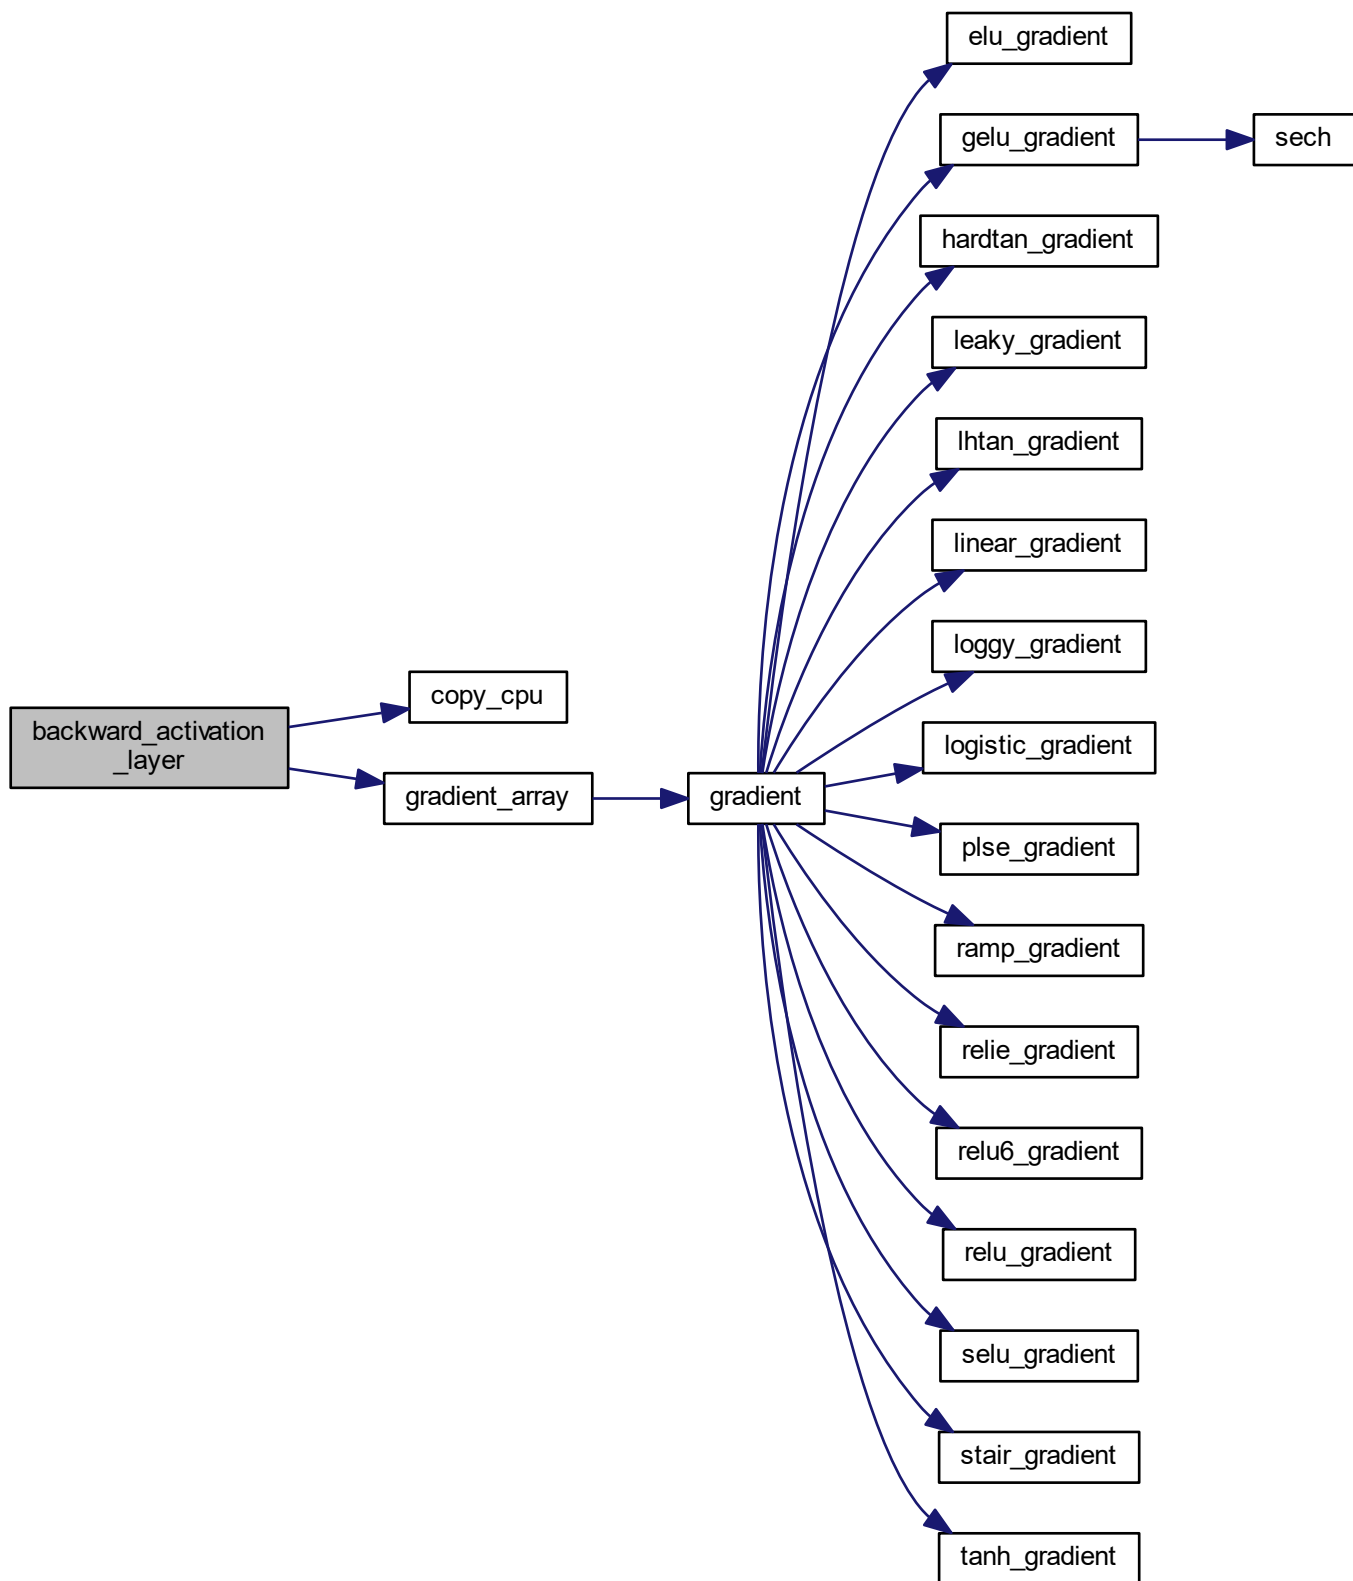 elu_gradient
gelu_gradient
sech
hardtan_gradient
leaky_gradient
lhtan_gradient
linear_gradient
loggy_gradient
copy_cpu
backward_activation
_layer
logistic_gradient
gradient_array
gradient
plse_gradient
ramp_gradient
relie_gradient
relu6_gradient
relu_gradient
selu_gradient
stair_gradient
tanh_gradient